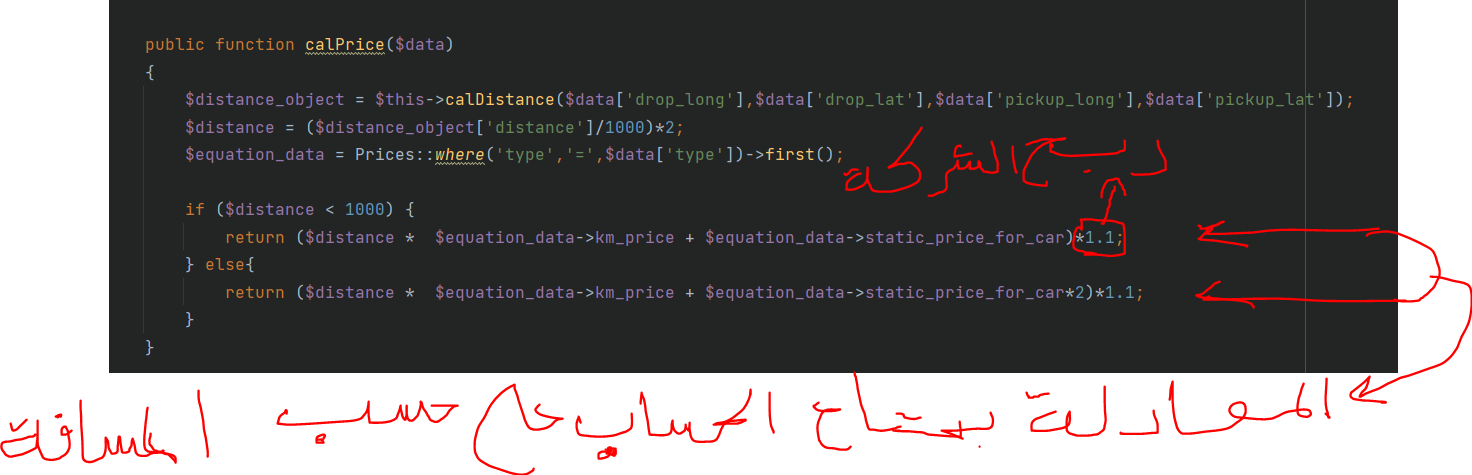 public function calPrice($data)
{
$distance_object = $this->calDistance($data['drop_long'],$data['drop_lat'],$data['pickup_long'],$data['pickup_lat']);
$distance = ($distance_object['distance']/1000)*2;
$equation_data = Prices::where('type','=',$data['type'])->first();
ربح الشركة
if ($distance < 1000) {
return ($distance *  $equation_data->km_price + $equation_data->static_price_for_car)*1.1;
} else{
return ($distance *  $equation_data->km_price + $equation_data->static_price_for_car*2)*1.1;
}
}
المعادلة بتاع الحساب ع حسب المسافة